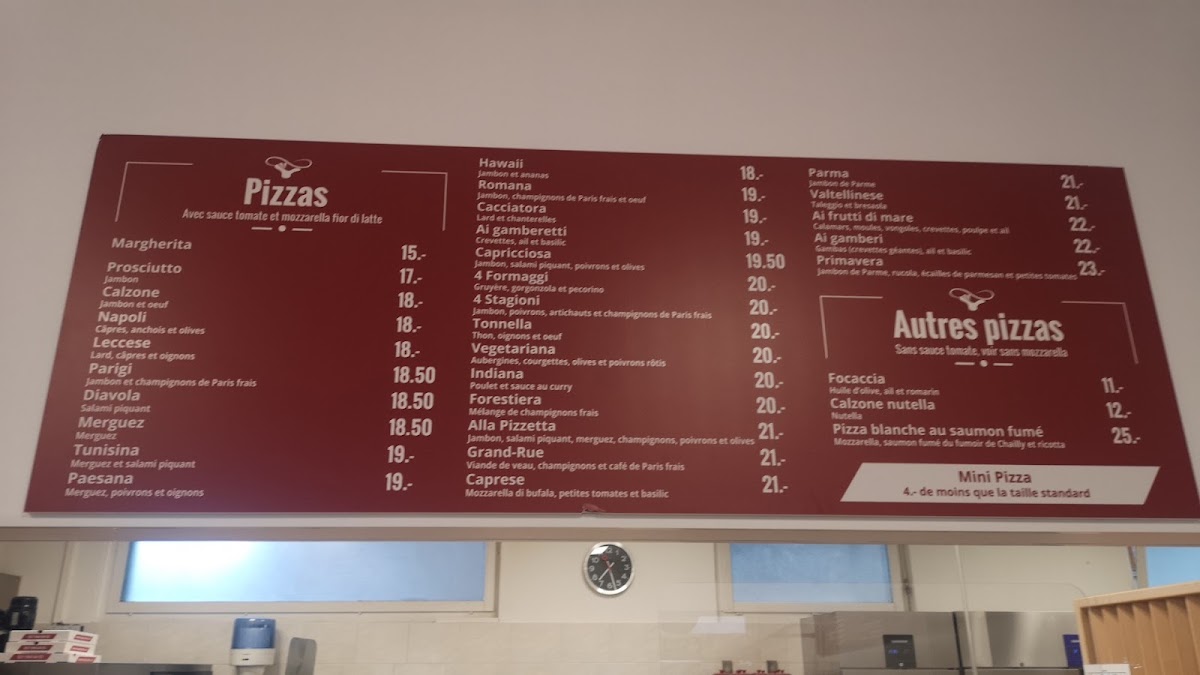 Pizzas
Avec sauce tomate et mozzarella fior di latte
Margherita 15.-
Prosciutto 17.-
Jambon
Calzone 18.-
Jambon et oeuf
Napoli 18.-
Câpres, anchois et olives
Leccese 18.-
Lard, câpres et oignons
Parigi 18.50
Jambon et champignons de Paris frais
Diavola 18.50
Salami piquant
Merguez 18.50
Merguez
Tunisina 19.-
Merguez et salami piquant
Paesana 19.-
Merguez, poivrons et oignons
Hawaii 18.-
Jambon et ananas
Romana 19.-
Jambon, champignons de Paris frais et oeuf
Cacciatora 19.-
Lard et chanterelles
Ai gamberetti 19.-
Crevettes, ail et basilic
Capricciosa 19.50
Jambon, salami piquant, poivrons et olives
4 Formaggi 20.-
Gruyère, gorgonzola et pecorino
4 Stagioni 20.-
Jambon, poivrons, artichauts et champignons de Paris frais
Tonnella 20.-
Thon, oignons et oeuf
Vegetariana 20.-
Aubergines, courgettes, olives et poivrons rôtis
Indiana 20.-
Poulet et sauce au curry
Forestiera 20.-
Mélange de champignons frais
Alla Pizzetta 21.-
Jambon, salami piquant, merguez, champignons, poivrons et olives
Grand-Rue 21.-
Viande de veau, champignons et café de Paris frais
Caprese 21.-
Mozzarella di bufala, petites tomates et basilic
Parma 21.-
Jambon de Parme
Valtellinese 21.-
Taleggio et bresaola
Ai frutti di mare 22.-
Calamars, moules, vongoles, crevettes, poulpe et ail
Ai gamberi 22.-
Gambas (crevettes géantes), ail et basilic
Primavera 23.-
Jambon de Parme, rucola, écailles de parmesan et petites tomates
Autres pizzas
Sans sauce tomate, voir sans mozzarella
Focaccia 11.-
Huile d'olive, ail et romarin
Calzone nutella 12.-
Nutella
Pizza blanche au saumon fumé 25.-
Mozzarella, saumon fumé du fumoir de Chailly et ricotta
Mini Pizza
4.- de moins que la taille standard